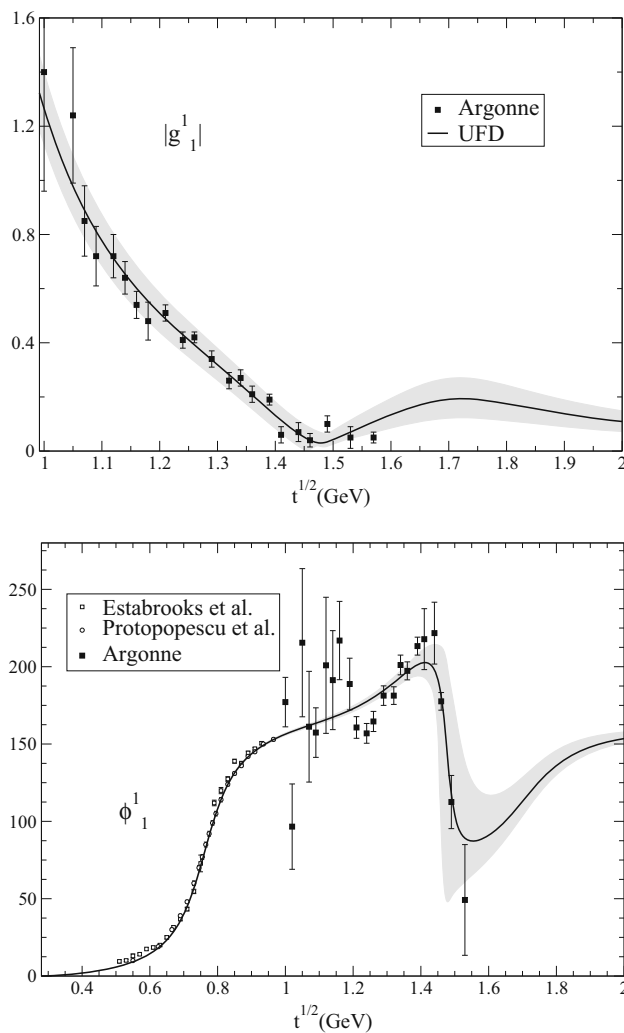 1.6
1.2
0.8
0.4
0
|g¹₁|
Argonne
UFD
1 1.1 1.2 1.3 1.4 1.5 1.6 1.7 1.8 1.9 2
t^{1/2}(GeV)
250
200
150
100
50
0
Estabrooks et al.
Protopopescu et al.
Argonne
ϕ¹₁
0.4 0.6 0.8 1 1.2 1.4 1.6 1.8 2
t^{1/2}(GeV)